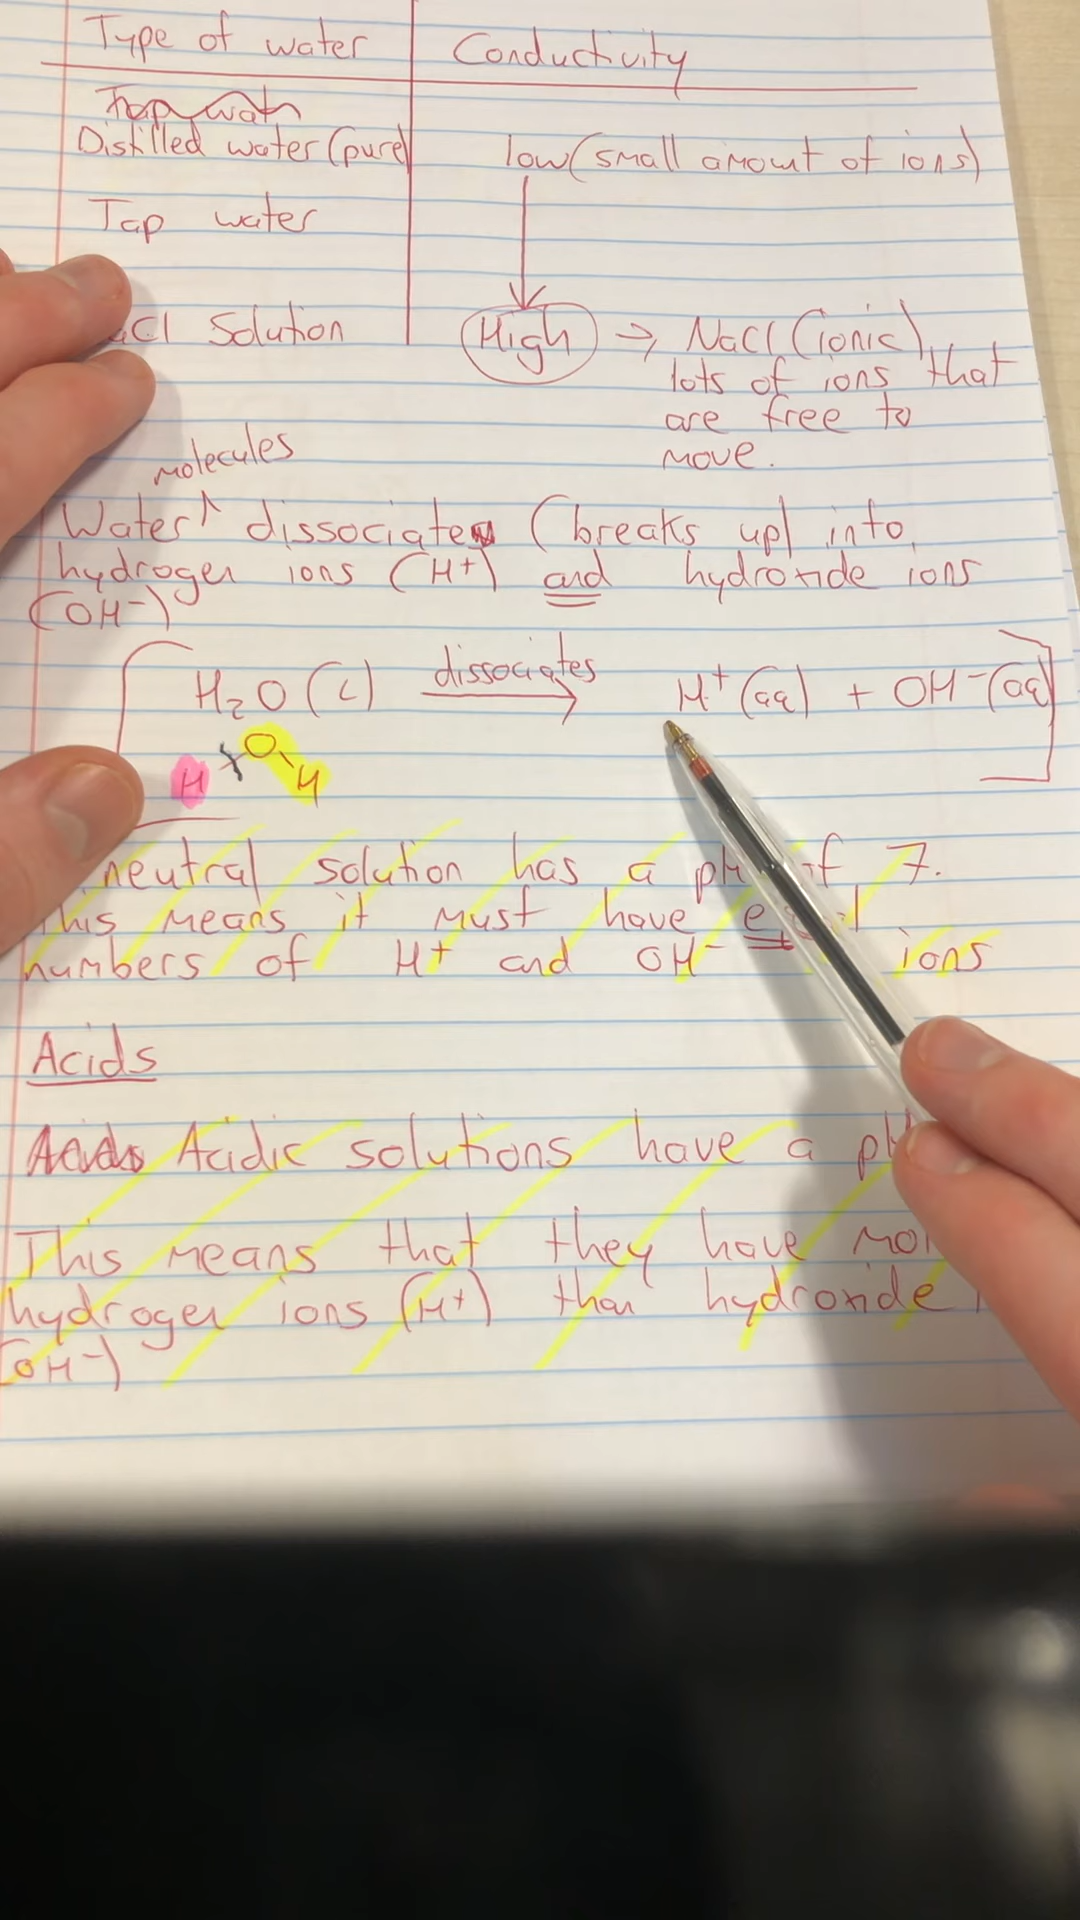 Type of water Conductivity
Tap wat
Distilled water (pure) low (small amount of ions)
Tap water
Cl Solution High → NaCl (ionic)
lots of ions that
are free to
move.
molecules
Water ^ dissociates (breaks up) into
hydrogen ions (H+) and hydroxide ions
(OH-)
H2O (L) dissociates → H+ (aq) + OH- (aq)
H O H
neutral solution has a pH of 7.
This means it must have
numbers of H+ and OH- ions
Acids
Acids Acidic solutions have a pH
This means that they have mor
hydrogen ions (H+) than hydroxide
(OH-)